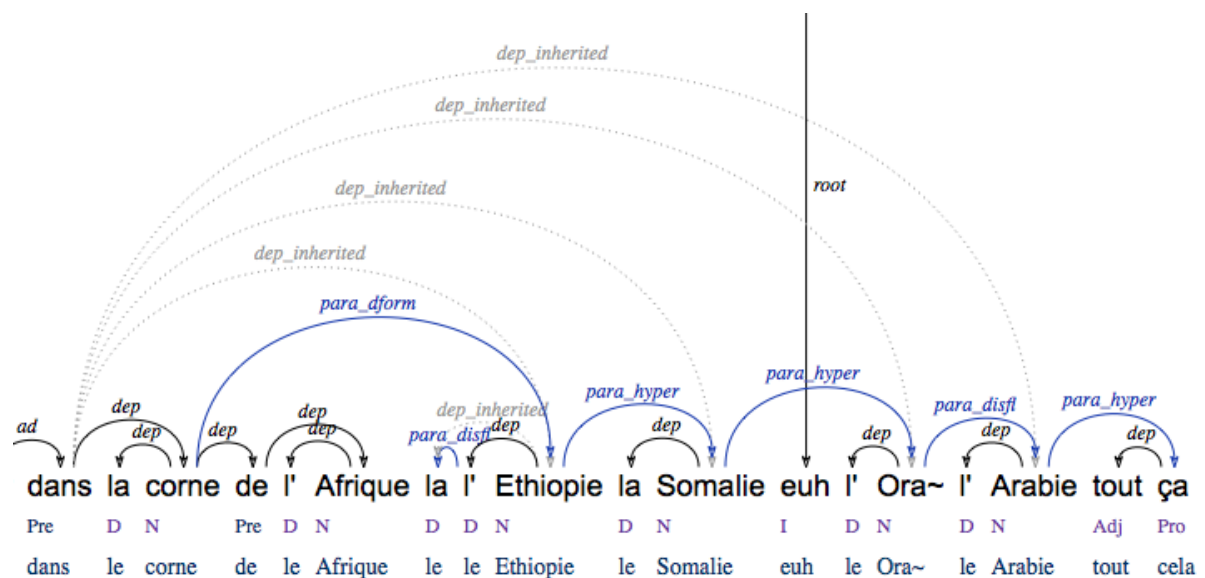 dep_inherited
dep_inherited
dep_inherited
root
dep_inherited
para_dform
para_hyper
para_hyper
ad dep dep dep dep dep para_disfl dep_inherited dep dep dep para_disfl dep para_hyper dep
dans la corne de l' Afrique la l' Ethiopie la Somalie euh l' Ora~ l' Arabie tout ça
Pre D N Pre D N D D N D N I D N D N Adj Pro
dans le corne de le Afrique le le Ethiopie le Somalie euh le Ora~ le Arabie tout cela